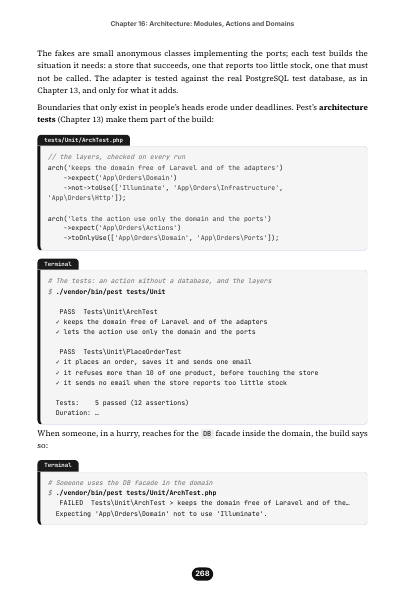 Chapter 16: Architecture: Modules, Actions and Domains
The fakes are small anonymous classes implementing the ports; each test builds the
situation it needs: a store that succeeds, one that reports too little stock, one that must
not be called. The adapter is tested against the real PostgreSQL test database, as in
Chapter 13, and only for what it adds.
Boundaries that only exist in people's heads erode under deadlines. Pest's architecture
tests (Chapter 13) make them part of the build:
tests/Unit/ArchTest.php
// the layers, checked on every run
arch('keeps the domain free of Laravel and of the adapters')
->expect('App\Orders\Domain')
->not->toUse(['Illuminate', 'App\Orders\Infrastructure',
'App\Orders\Http']);
arch('lets the action use only the domain and the ports')
->expect('App\Orders\Actions')
->toOnlyUse(['App\Orders\Domain', 'App\Orders\Ports']);
Terminal
# The tests: an action without a database, and the layers
$ ./vendor/bin/pest tests/Unit
PASS Tests\Unit\ArchTest
✓ keeps the domain free of Laravel and of the adapters
✓ lets the action use only the domain and the ports
PASS Tests\Unit\PlaceOrderTest
✓ it places an order, saves it and sends one email
✓ it refuses more than 10 of one product, before touching the store
✓ it sends no email when the store reports too little stock
Tests: 5 passed (12 assertions)
Duration: …
When someone, in a hurry, reaches for the DB facade inside the domain, the build says
so:
Terminal
# Someone uses the DB facade in the domain
$ ./vendor/bin/pest tests/Unit/ArchTest.php
FAILED Tests\Unit\ArchTest > keeps the domain free of Laravel and of the…
Expecting 'App\Orders\Domain' not to use 'Illuminate'.
268